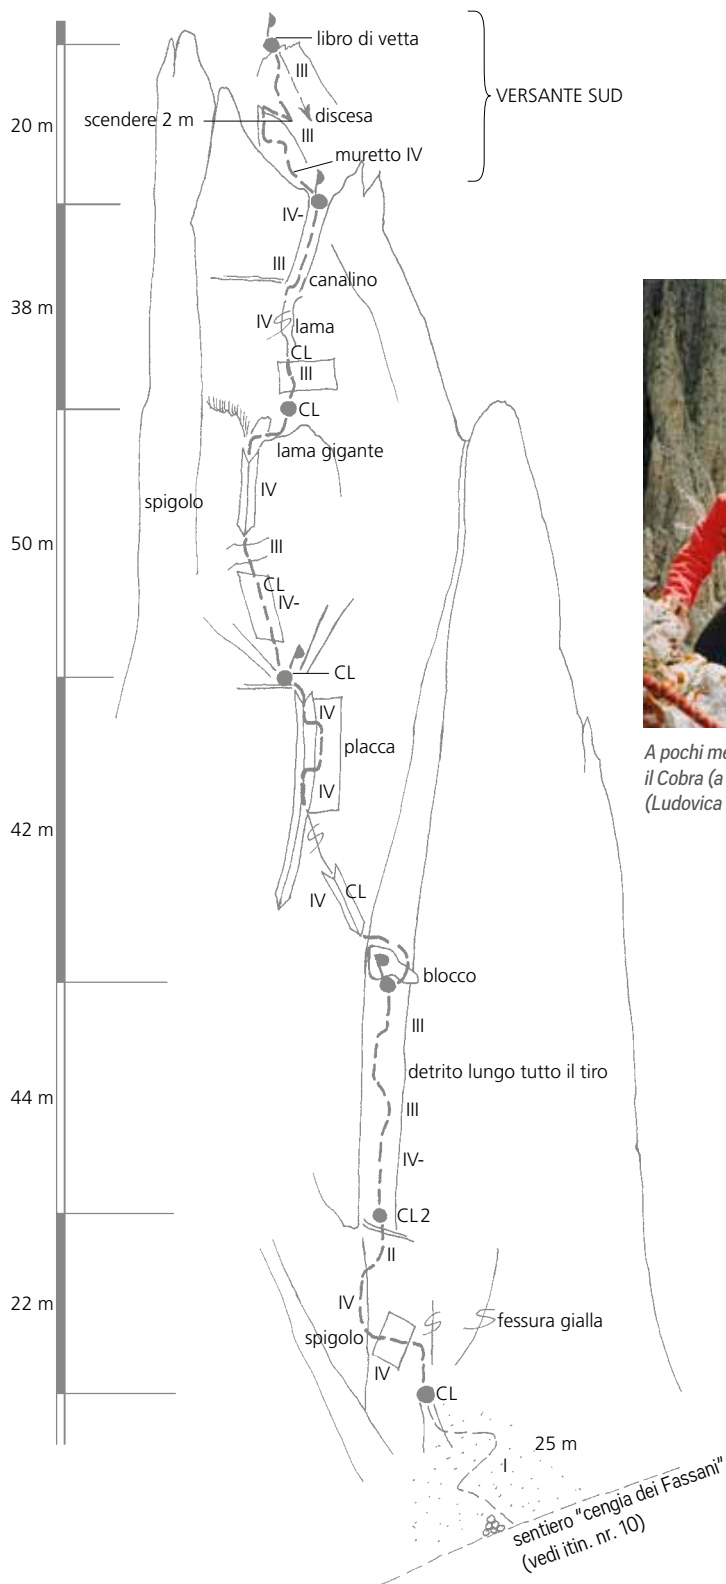 libro di vetta
III
VERSANTE SUD
scendere 2 m
discesa
20 m
III
muretto IV
IV-
III
canalino
38 m
IV
lama
CL
III
CL
lama gigante
IV
spigolo
50 m
III
CL
IV-
CL
IV
placca
A pochi me
il Cobra (a
(Ludovica
IV
42 m
CL
IV
blocco
III
detrito lungo tutto il tiro
44 m
III
IV-
CL2
II
22 m
IV
fessura gialla
spigolo
IV
CL
25 m
I
sentiero "cengia dei Fassani"
(vedi itin. nr. 10)